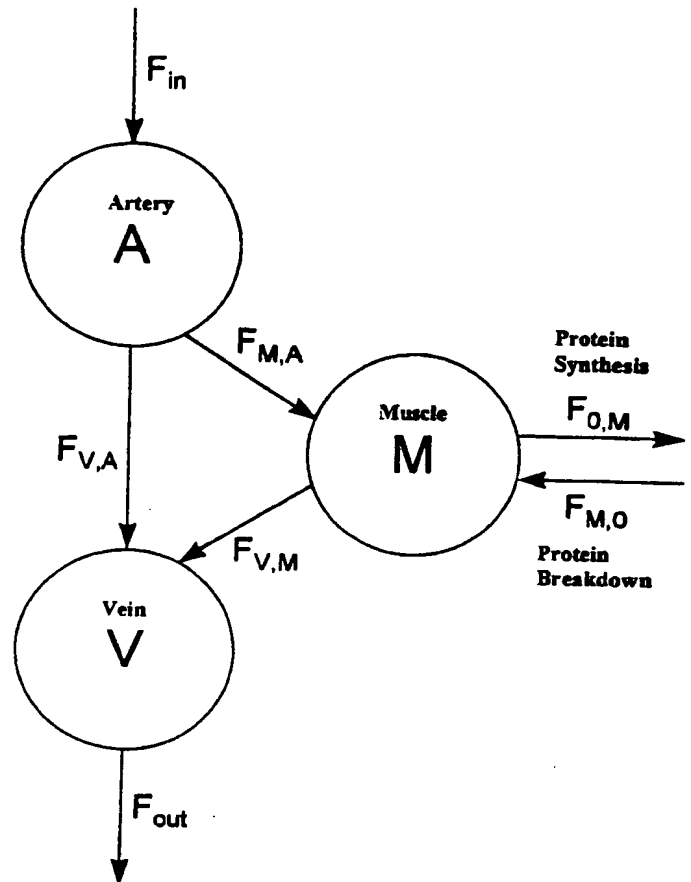 F_in
Artery
A
F_M,A
Protein
Synthesis
F_0,M
Muscle
M
F_V,A
F_M,0
F_V,M
Protein
Breakdown
Vein
V
F_out